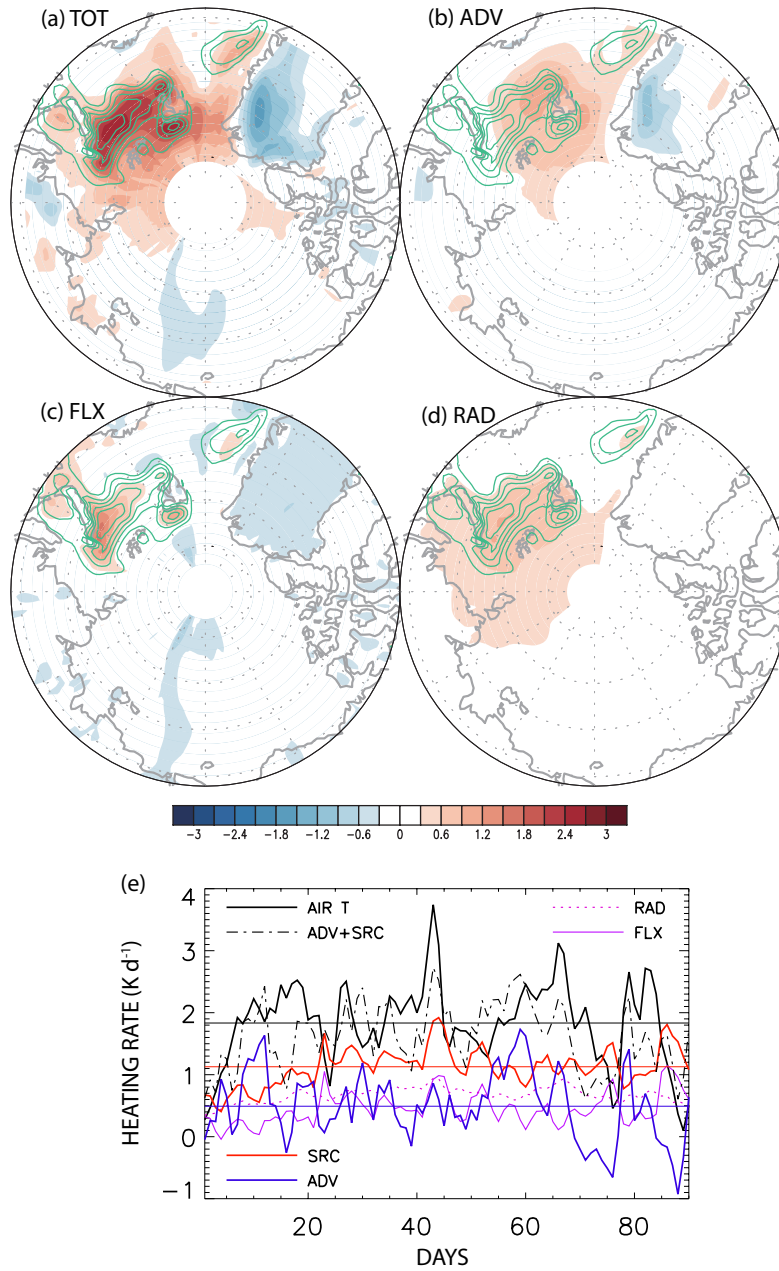 (a) TOT
(b) ADV
(c) FLX
(d) RAD
-3 -2.4 -1.8 -1.2 -0.6 0 0.6 1.2 1.8 2.4 3
(e)
4
3
2
1
0
-1
HEATING RATE (K d⁻¹)
AIR T
ADV+SRC
RAD
FLX
SRC
ADV
20 40 60 80
DAYS